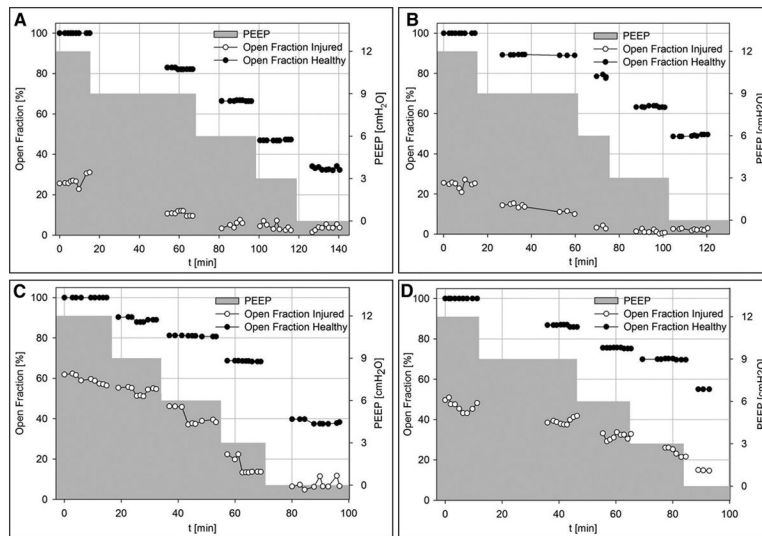 A
PEEP
Open Fraction Injured
Open Fraction Healthy
Open Fraction [%]
100
80
60
40
20
0
12
9
6
3
0
PEEP [cmH2O]
0 20 40 60 80 100 120 140
t [min]
B
PEEP
Open Fraction Injured
Open Fraction Healthy
Open Fraction [%]
100
80
60
40
20
0
12
9
6
3
0
PEEP [cmH2O]
0 20 40 60 80 100 120
t [min]
C
PEEP
Open Fraction Injured
Open Fraction Healthy
Open Fraction [%]
100
80
60
40
20
0
12
9
6
3
0
PEEP [cmH2O]
0 20 40 60 80 100
t [min]
D
PEEP
Open Fraction Injured
Open Fraction Healthy
Open Fraction [%]
100
80
60
40
20
0
12
9
6
3
0
PEEP [cmH2O]
0 20 40 60 80 100
t [min]